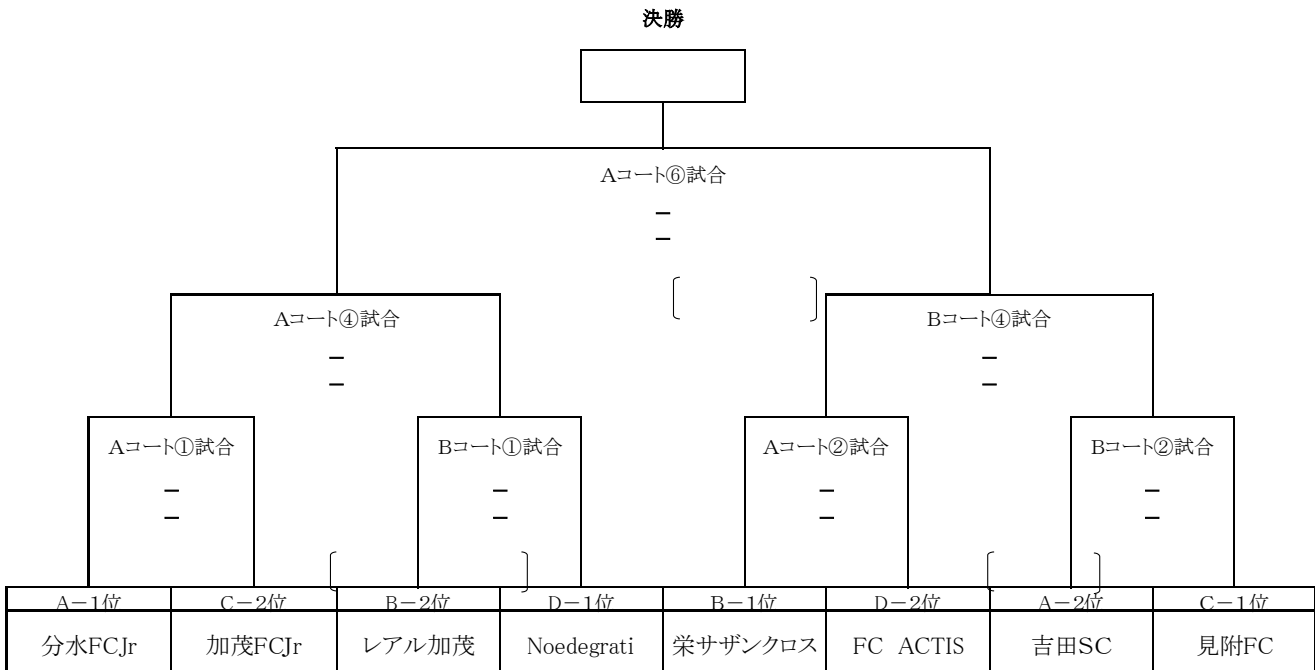 決勝
Aコート⑥試合
－
－
Aコート④試合
Bコート④試合
－
－
－
－
Aコート①試合
Bコート①試合
Aコート②試合
Bコート②試合
－
－
－
－
－
－
－
－
A－1位
C－2位
B－2位
D－1位
B－1位
D－2位
A－2位
C－1位
分水FCJr
加茂FCJr
レアル加茂
Noedegrati
栄サザンクロス
FC ACTIS
吉田SC
見附FC